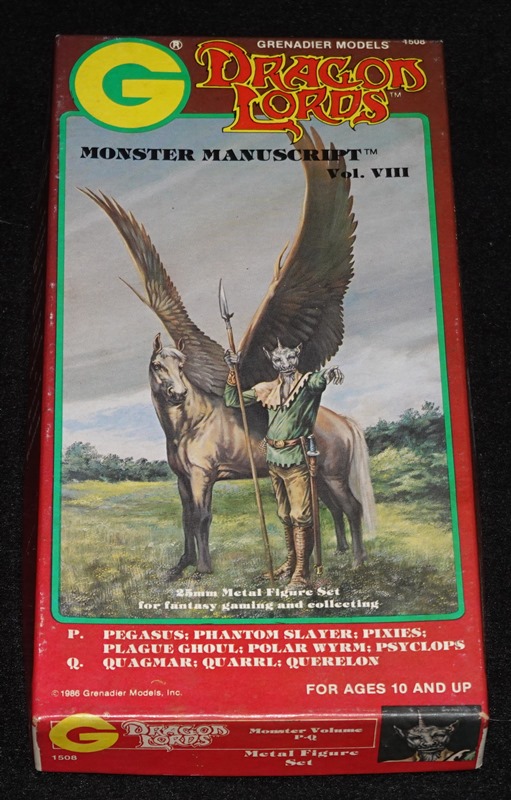 G ® GRENADIER MODELS 1508
DRAGON
LORDS™
MONSTER MANUSCRIPT™
Vol. VIII
25mm Metal Figure Set
for fantasy gaming and collecting
P. PEGASUS; PHANTOM SLAYER; PIXIES;
PLAGUE GHOUL; POLAR WYRM; PSYCLOPS
Q. QUAGMAR; QUARRL; QUERELON
©1986 Grenadier Models, Inc.
FOR AGES 10 AND UP
G DRAGON
LORDS
Monster Volume
P-Q
Metal Figure
Set
1508